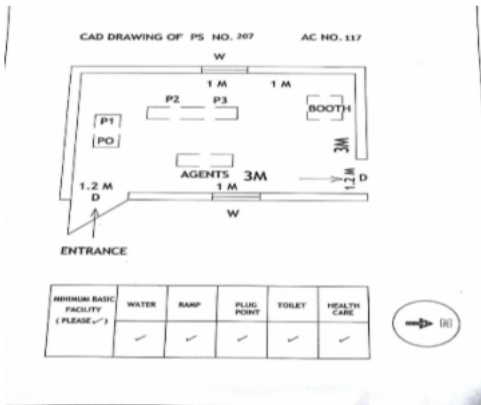 CAD DRAWING OF PS NO. 207 AC NO. 117
W
1 M 1 M
P2 P3
BOOTH
P1
PO
3M
AGENTS 3M
1.2 M 1 M 1.2 M D
D
W
ENTRANCE
MINIMUM BASIC FACILITY ( PLEASE ✓ ) WATER RAMP PLUG POINT TOILET HEALTH CARE
✓ ✓ ✓ ✓ ✓